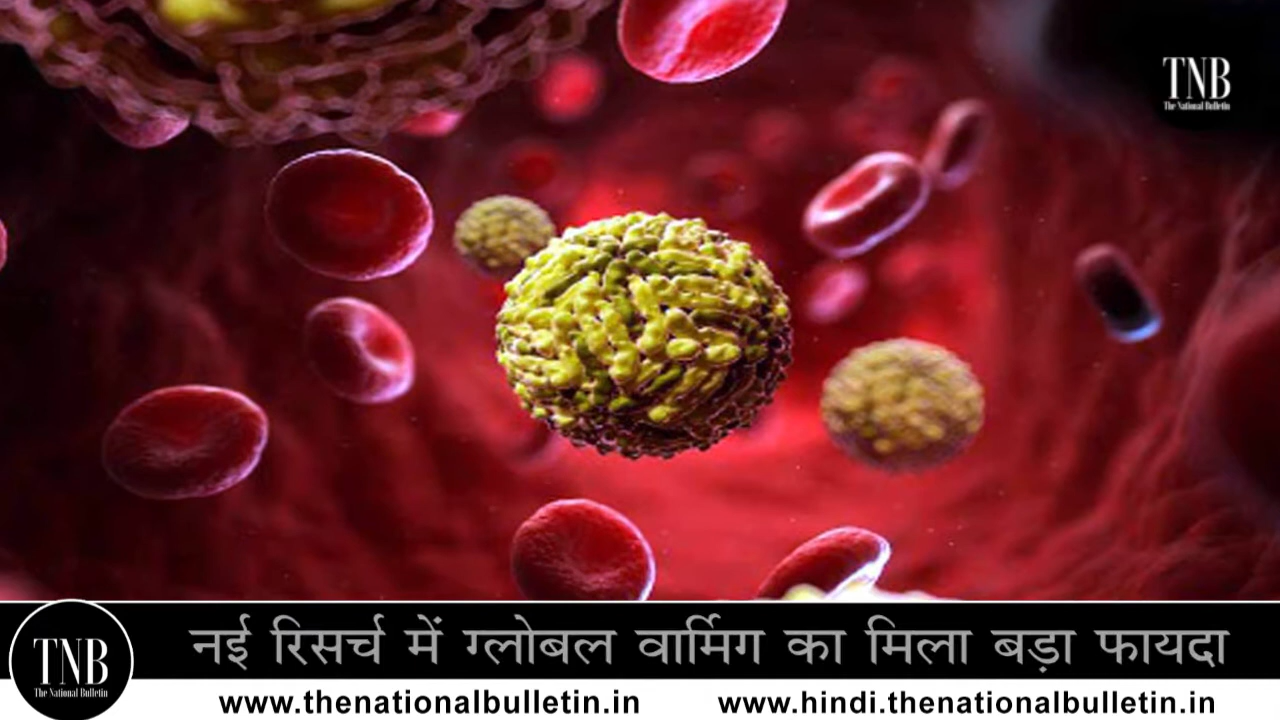 TNB
The National Bulletin
नई रिसर्च में ग्लोबल वार्मिग का मिला बड़ा फायदा
TNB
The National Bulletin
www.thenationalbulletin.in
www.hindi.thenationalbulletin.in